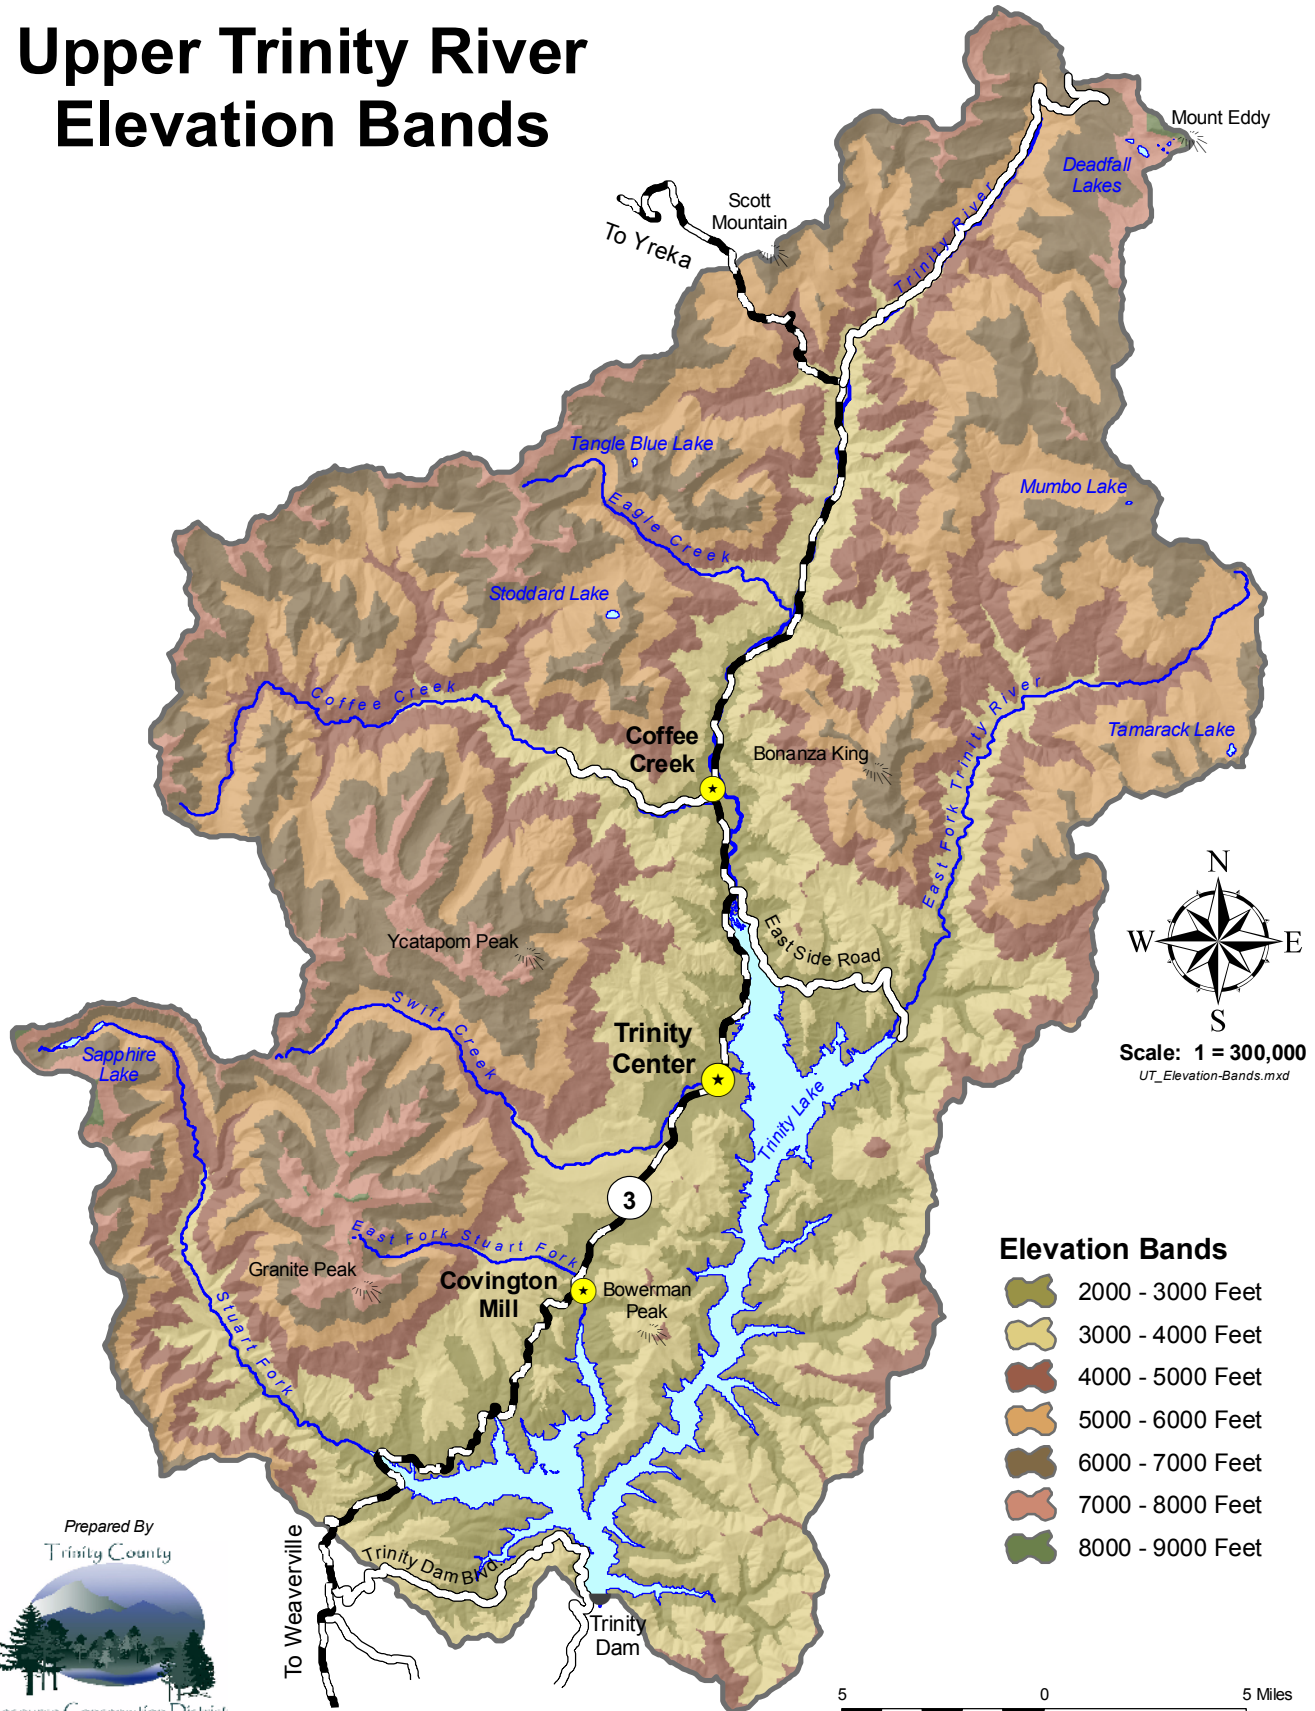 Upper Trinity River
Elevation Bands
Mount Eddy
Deadfall
Lakes
Scott
Mountain
To Yreka
Trinity River
Tangle Blue Lake
Eagle Creek
Mumbo Lake
Stoddard Lake
Coffee Creek
Coffee
Creek
Bonanza King
East Fork Trinity River
Tamarack Lake
Ycatapom Peak
East Side Road
N
W
E
S
Scale: 1 = 300,000
UT_Elevation-Bands.mxd
Swift Creek
Sapphire
Lake
Trinity
Center
Trinity Lake
3
East Fork Stuart Fork
Granite Peak
Covington
Mill
Bowerman
Peak
Stuart Fork
Elevation Bands
2000 - 3000 Feet
3000 - 4000 Feet
4000 - 5000 Feet
5000 - 6000 Feet
6000 - 7000 Feet
7000 - 8000 Feet
8000 - 9000 Feet
To Weaverville
Trinity Dam Blvd.
Trinity
Dam
Prepared By
Trinity County
Conservation District
5 0 5 Miles